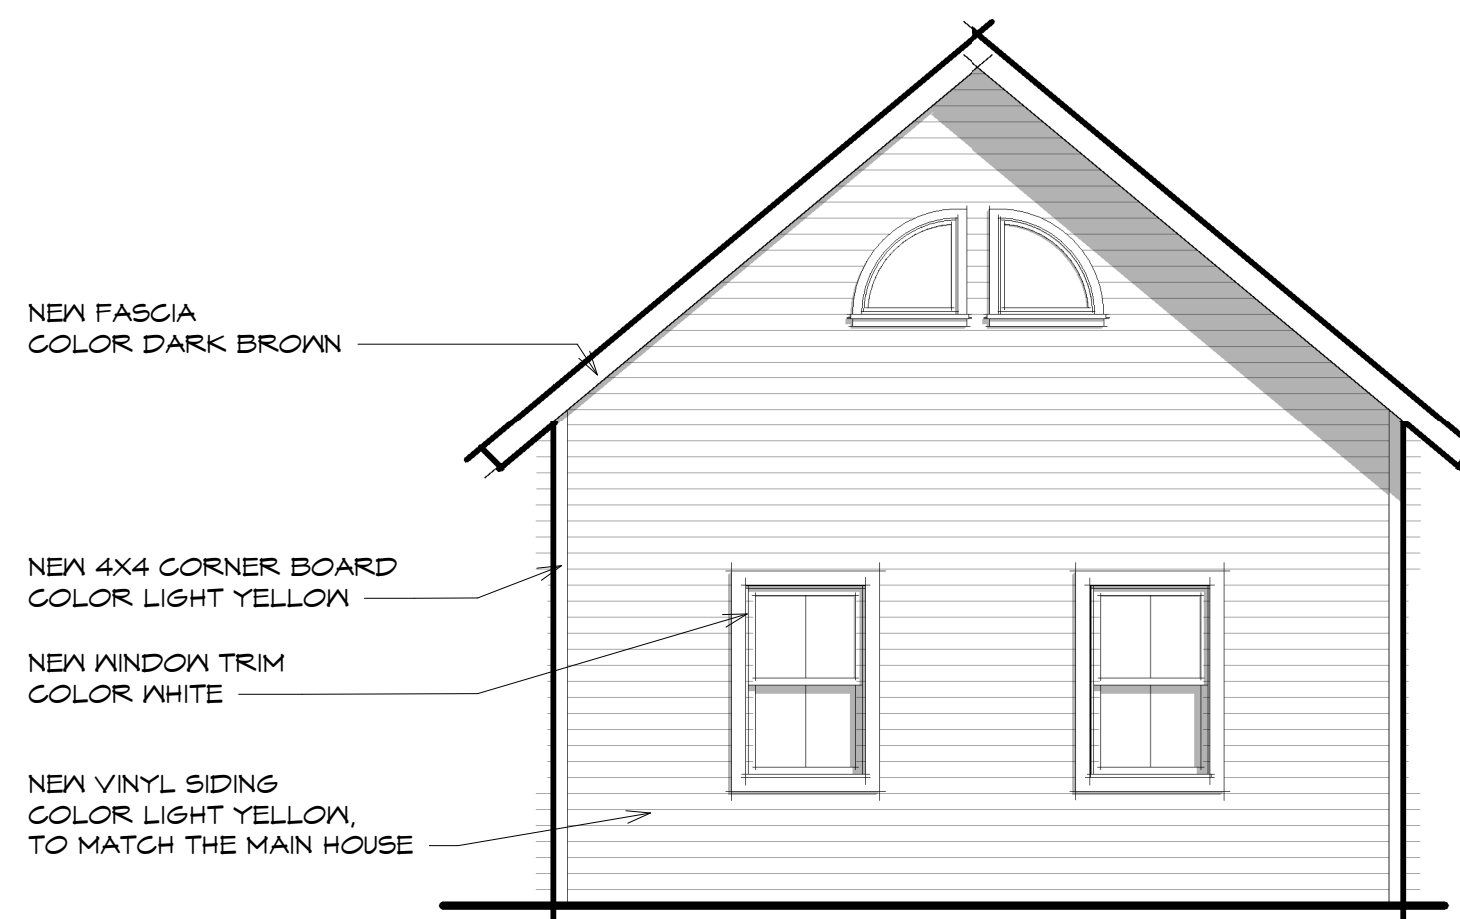 NEW FASCIA
COLOR DARK BROWN
NEW 4X4 CORNER BOARD
COLOR LIGHT YELLOW
NEW WINDOW TRIM
COLOR WHITE
NEW VINYL SIDING
COLOR LIGHT YELLOW,
TO MATCH THE MAIN HOUSE